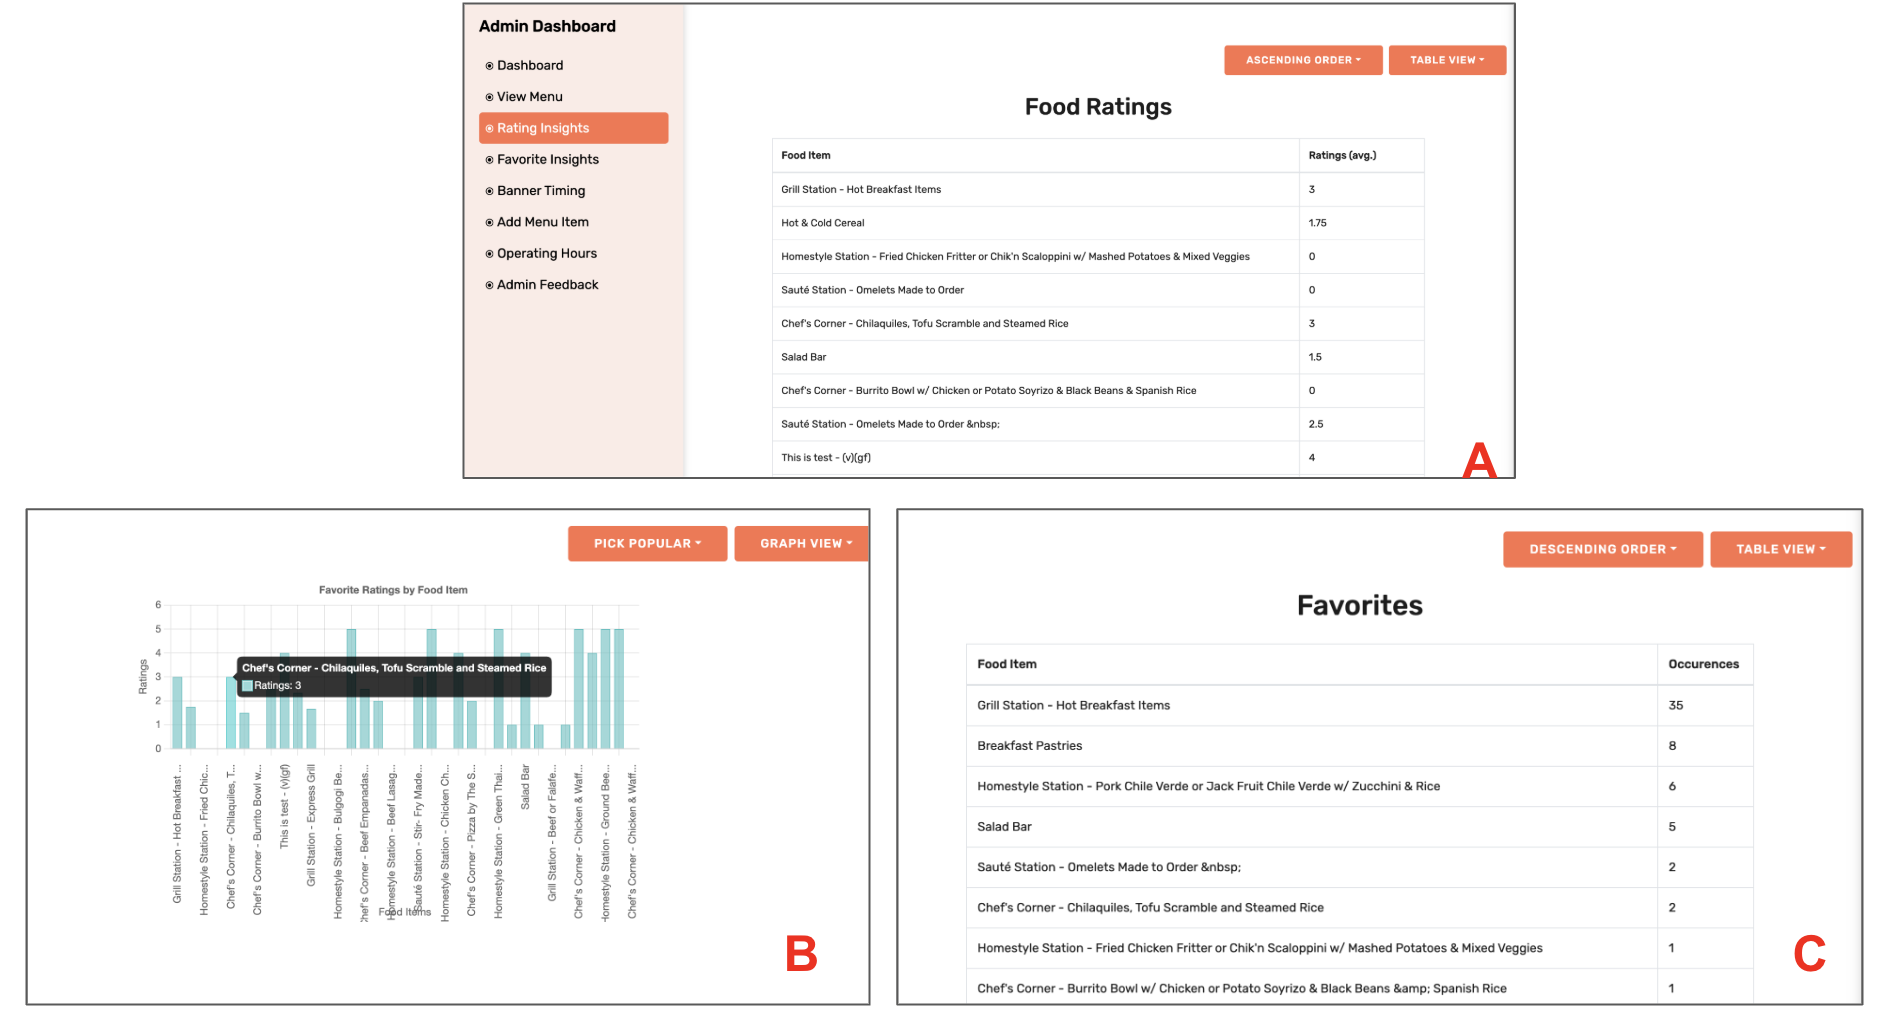 Admin Dashboard
Dashboard
View Menu
Rating Insights
Favorite Insights
Banner Timing
Add Menu Item
Operating Hours
Admin Feedback
ASCENDING ORDER
TABLE VIEW
Food Ratings
Food Item Ratings (avg.)
Grill Station - Hot Breakfast Items 3
Hot & Cold Cereal 1.75
Homestyle Station - Fried Chicken Fritter or Chik'n Scaloppini w/ Mashed Potatoes & Mixed Veggies 0
Sauté Station - Omelets Made to Order 0
Chef's Corner - Chilaquiles, Tofu Scramble and Steamed Rice 3
Salad Bar 1.5
Chef's Corner - Burrito Bowl w/ Chicken or Potato Soyrizo & Black Beans & Spanish Rice 0
Sauté Station - Omelets Made to Order &nbsp; 2.5
This is test - (v)(gf) 4
A
PICK POPULAR
GRAPH VIEW
Favorite Ratings by Food Item
Ratings
6
5
4
3
2
1
0
Chef's Corner - Chilaquiles, Tofu Scramble and Steamed Rice
Ratings: 3
Grill Station - Hot Breakfast ...
Homestyle Station - Fried Chic...
Chef's Corner - Chilaquiles, T...
Chef's Corner - Burrito Bowl w...
This is test - (v)(gf)
Grill Station - Express Grill
Homestyle Station - Bulgogi Be...
Chef's Corner - Beef Empanadas...
Homestyle Station - Beef Lasag...
Sauté Station - Stir- Fry Made...
Homestyle Station - Chicken Ch...
Chef's Corner - Pizza by The S...
Homestyle Station - Green Thai...
Salad Bar
Grill Station - Beef or Falafe...
Chef's Corner - Chicken & Waff...
Homestyle Station - Ground Bee...
Chef's Corner - Chicken & Waff...
Food Items
B
DESCENDING ORDER
TABLE VIEW
Favorites
Food Item Occurences
Grill Station - Hot Breakfast Items 35
Breakfast Pastries 8
Homestyle Station - Pork Chile Verde or Jack Fruit Chile Verde w/ Zucchini & Rice 6
Salad Bar 5
Sauté Station - Omelets Made to Order &nbsp; 2
Chef's Corner - Chilaquiles, Tofu Scramble and Steamed Rice 2
Homestyle Station - Fried Chicken Fritter or Chik'n Scaloppini w/ Mashed Potatoes & Mixed Veggies 1
Chef's Corner - Burrito Bowl w/ Chicken or Potato Soyrizo & Black Beans &amp; Spanish Rice 1
C